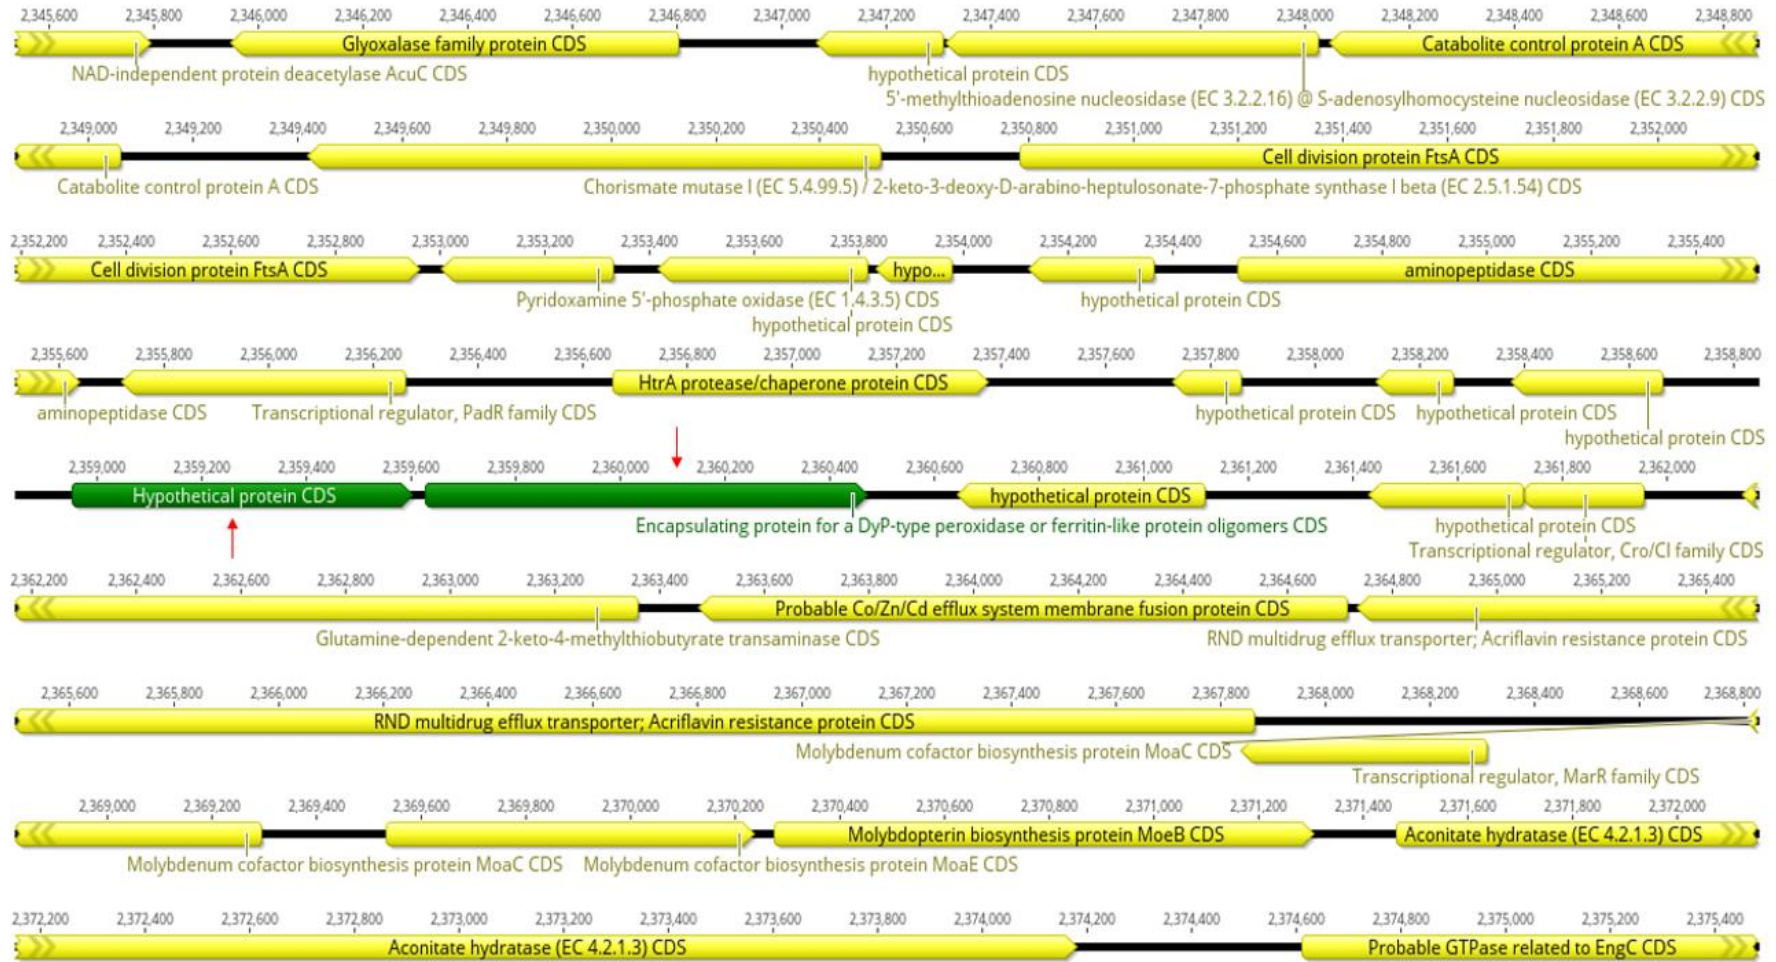 2,345,600 2,345,800 2,346,000 2,346,200 2,346,400 2,346,600 2,346,800 2,347,000 2,347,200 2,347,400 2,347,600 2,347,800 2,348,000 2,348,200 2,348,400 2,348,600 2,348,800
Glyoxalase family protein CDS Catabolite control protein A CDS
NAD-independent protein deacetylase AcuC CDS hypothetical protein CDS
5'-methylthioadenosine nucleosidase (EC 3.2.2.16) @ S-adenosylhomocysteine nucleosidase (EC 3.2.2.9) CDS
2,349,000 2,349,200 2,349,400 2,349,600 2,349,800 2,350,000 2,350,200 2,350,400 2,350,600 2,350,800 2,351,000 2,351,200 2,351,400 2,351,600 2,351,800 2,352,000
Cell division protein FtsA CDS
Catabolite control protein A CDS Chorismate mutase I (EC 5.4.99.5) / 2-keto-3-deoxy-D-arabino-heptulosonate-7-phosphate synthase I beta (EC 2.5.1.54) CDS
2,352,200 2,352,400 2,352,600 2,352,800 2,353,000 2,353,200 2,353,400 2,353,600 2,353,800 2,354,000 2,354,200 2,354,400 2,354,600 2,354,800 2,355,000 2,355,200 2,355,400
Cell division protein FtsA CDS hypo... aminopeptidase CDS
Pyridoxamine 5'-phosphate oxidase (EC 1.4.3.5) CDS hypothetical protein CDS
hypothetical protein CDS
2,355,600 2,355,800 2,356,000 2,356,200 2,356,400 2,356,600 2,356,800 2,357,000 2,357,200 2,357,400 2,357,600 2,357,800 2,358,000 2,358,200 2,358,400 2,358,600 2,358,800
HtrA protease/chaperone protein CDS
aminopeptidase CDS Transcriptional regulator, PadR family CDS hypothetical protein CDS hypothetical protein CDS
hypothetical protein CDS
2,359,000 2,359,200 2,359,400 2,359,600 2,359,800 2,360,000 2,360,200 2,360,400 2,360,600 2,360,800 2,361,000 2,361,200 2,361,400 2,361,600 2,361,800 2,362,000
Hypothetical protein CDS hypothetical protein CDS
Encapsulating protein for a DyP-type peroxidase or ferritin-like protein oligomers CDS hypothetical protein CDS
Transcriptional regulator, Cro/CI family CDS
2,362,200 2,362,400 2,362,600 2,362,800 2,363,000 2,363,200 2,363,400 2,363,600 2,363,800 2,364,000 2,364,200 2,364,400 2,364,600 2,364,800 2,365,000 2,365,200 2,365,400
Probable Co/Zn/Cd efflux system membrane fusion protein CDS
Glutamine-dependent 2-keto-4-methylthiobutyrate transaminase CDS RND multidrug efflux transporter; Acriflavin resistance protein CDS
2,365,600 2,365,800 2,366,000 2,366,200 2,366,400 2,366,600 2,366,800 2,367,000 2,367,200 2,367,400 2,367,600 2,367,800 2,368,000 2,368,200 2,368,400 2,368,600 2,368,800
RND multidrug efflux transporter; Acriflavin resistance protein CDS
Molybdenum cofactor biosynthesis protein MoaC CDS
Transcriptional regulator, MarR family CDS
2,369,000 2,369,200 2,369,400 2,369,600 2,369,800 2,370,000 2,370,200 2,370,400 2,370,600 2,370,800 2,371,000 2,371,200 2,371,400 2,371,600 2,371,800 2,372,000
Molybdopterin biosynthesis protein MoeB CDS Aconitate hydratase (EC 4.2.1.3) CDS
Molybdenum cofactor biosynthesis protein MoaC CDS Molybdenum cofactor biosynthesis protein MoaE CDS
2,372,200 2,372,400 2,372,600 2,372,800 2,373,000 2,373,200 2,373,400 2,373,600 2,373,800 2,374,000 2,374,200 2,374,400 2,374,600 2,374,800 2,375,000 2,375,200 2,375,400
Aconitate hydratase (EC 4.2.1.3) CDS Probable GTPase related to EngC CDS